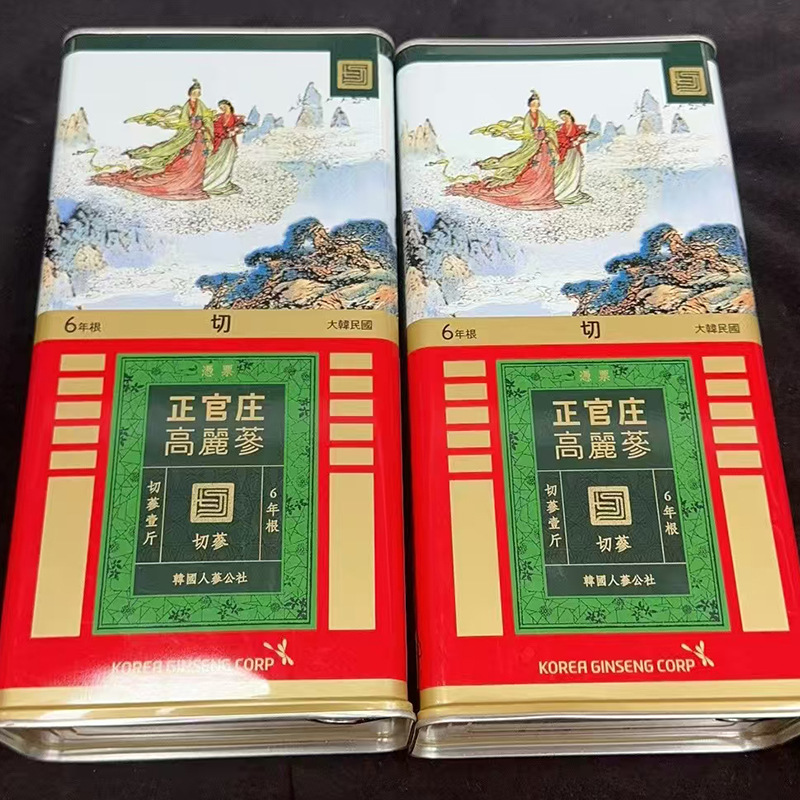 6年根 切 大韓民國
憑票
正官庄
高麗蔘
切蔘壹斤
6年根
切蔘
韓國人蔘公社
KOREA GINSENG CORP
6年根 切 大韓民國
憑票
正官庄
高麗蔘
切蔘壹斤
6年根
切蔘
韓國人蔘公社
KOREA GINSENG CORP